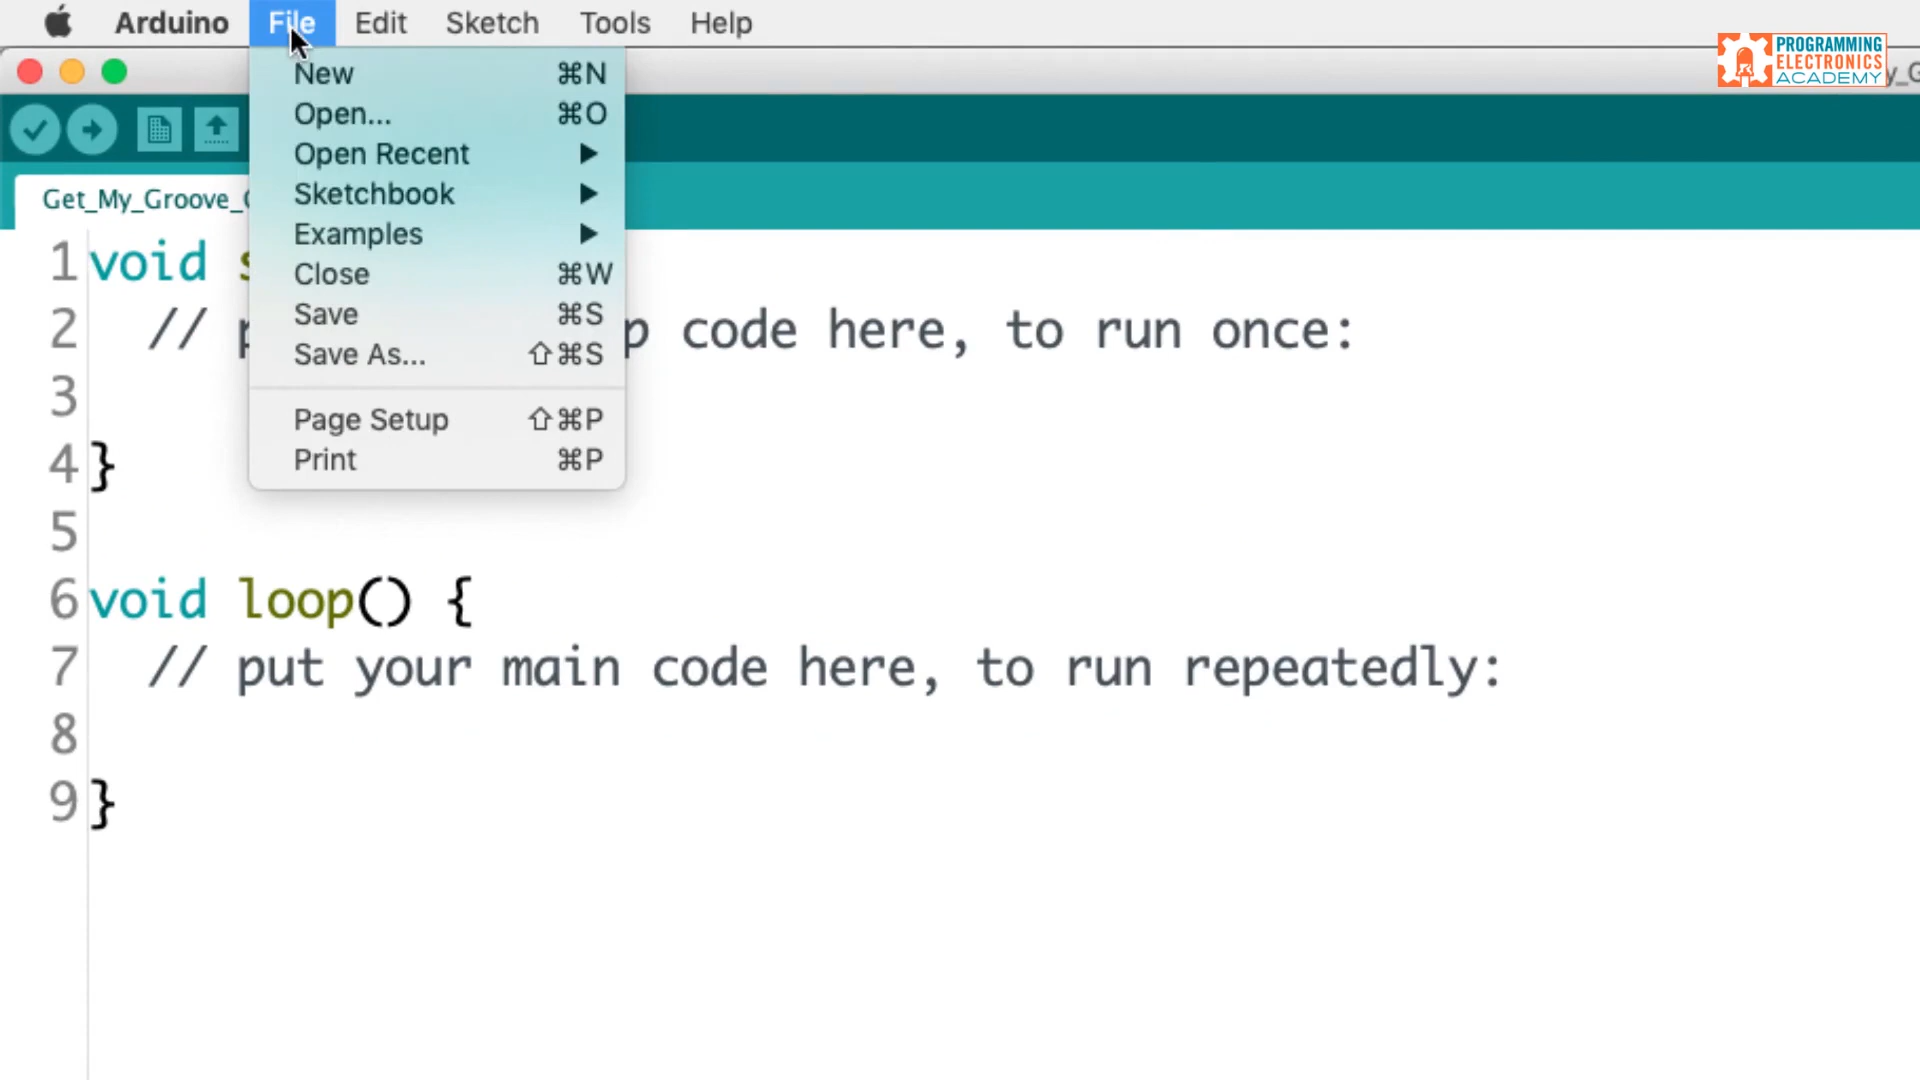 Arduino File Edit Sketch Tools Help
PROGRAMMING
ELECTRONICS
ACADEMY
New ⌘N
Open... ⌘O
Open Recent ▶
Sketchbook ▶
Examples ▶
Close ⌘W
Save ⌘S
Save As... ⇧⌘S
Page Setup ⇧⌘P
Print ⌘P
Get_My_Groove_
1 void
2 // code here, to run once:
3
4 }
5
6 void loop() {
7 // put your main code here, to run repeatedly:
8
9 }